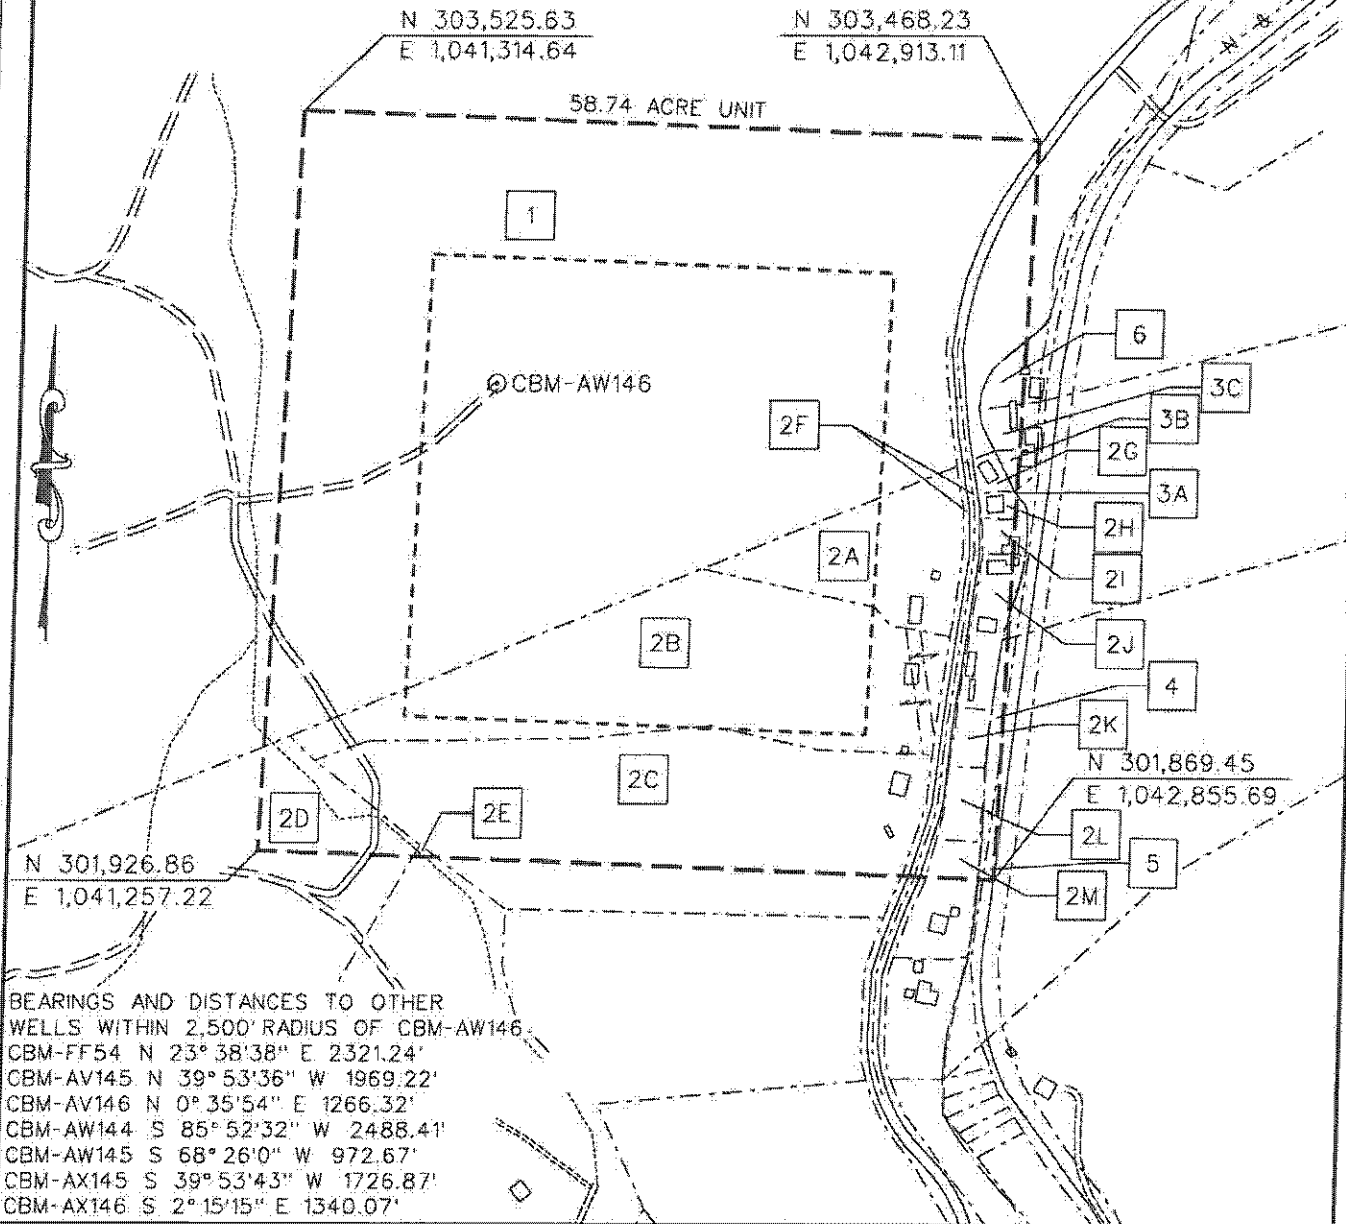 N 303,525.63
E 1,041,314.64
N 303,468.23
E 1,042,913.11
58.74 ACRE UNIT
1
6
CBM-AW146
3C
2F
3B
2G
3A
2H
2A
2I
2B
2J
4
2K
N 301,869.45
E 1,042,855.69
2C
2E
2D
2L
5
N 301,926.86
E 1,041,257.22
2M
BEARINGS AND DISTANCES TO OTHER
WELLS WITHIN 2,500' RADIUS OF CBM-AW146
CBM-FF54 N 23° 38'38" E 2321.24'
CBM-AV145 N 39° 53'36" W 1969.22'
CBM-AV146 N 0° 35'54" E 1266.32'
CBM-AW144 S 85° 52'32" W 2488.41'
CBM-AW145 S 68° 26'0" W 972.67'
CBM-AX145 S 39° 53'43" W 1726.87'
CBM-AX146 S 2° 15'15" E 1340.07'